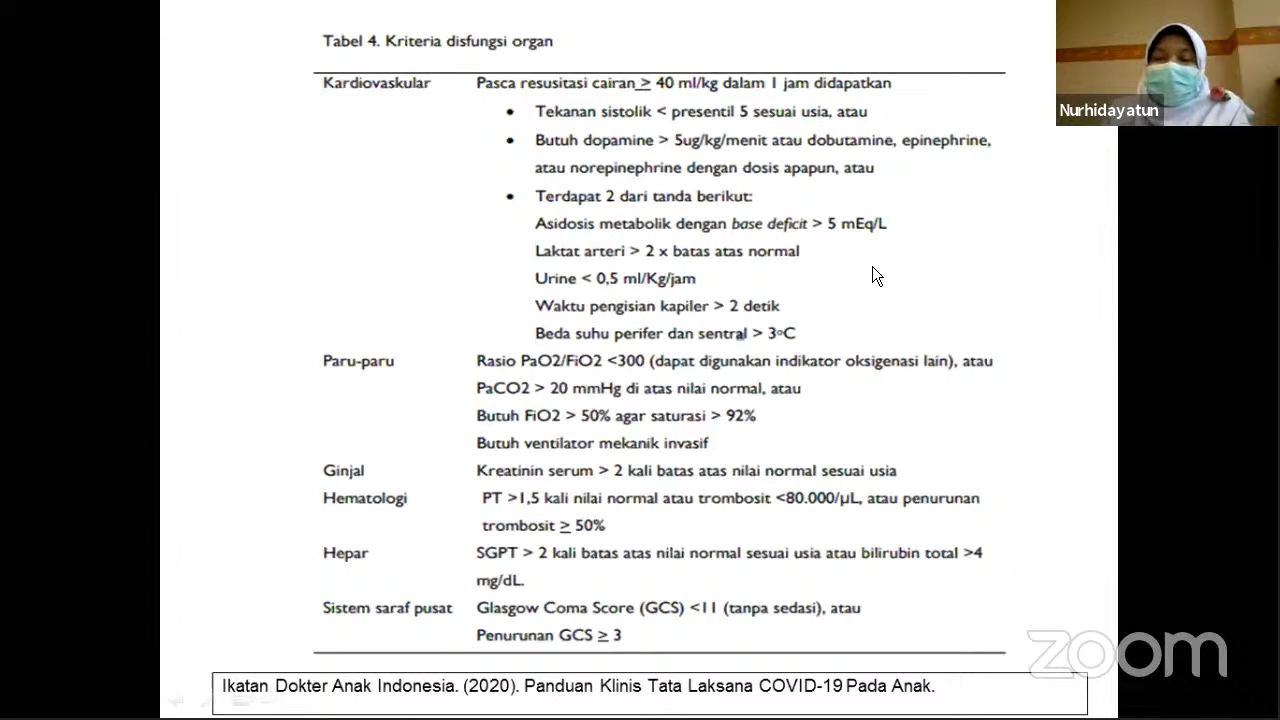 Tabel 4. Kriteria disfungsi organ
Kardiovaskular Pasca resusitasi cairan ≥ 40 ml/kg dalam 1 jam didapatkan
• Tekanan sistolik < presentil 5 sesuai usia, atau
• Butuh dopamine > 5ug/kg/menit atau dobutamine, epinephrine,
atau norepinephrine dengan dosis apapun, atau
• Terdapat 2 dari tanda berikut:
Asidosis metabolik dengan base deficit > 5 mEq/L
Laktat arteri > 2 x batas atas normal
Urine < 0,5 ml/Kg/jam
Waktu pengisian kapiler > 2 detik
Beda suhu perifer dan sentral > 3°C
Paru-paru Rasio PaO2/FiO2 <300 (dapat digunakan indikator oksigenasi lain), atau
PaCO2 > 20 mmHg di atas nilai normal, atau
Butuh FiO2 > 50% agar saturasi > 92%
Butuh ventilator mekanik invasif
Ginjal Kreatinin serum > 2 kali batas atas nilai normal sesuai usia
Hematologi PT >1,5 kali nilai normal atau trombosit <80.000/µL, atau penurunan
trombosit ≥ 50%
Hepar SGPT > 2 kali batas atas nilai normal sesuai usia atau bilirubin total >4
mg/dL.
Sistem saraf pusat Glasgow Coma Score (GCS) <11 (tanpa sedasi), atau
Penurunan GCS ≥ 3
Ikatan Dokter Anak Indonesia. (2020). Panduan Klinis Tata Laksana COVID-19 Pada Anak.
Nurhidayatun
zoom